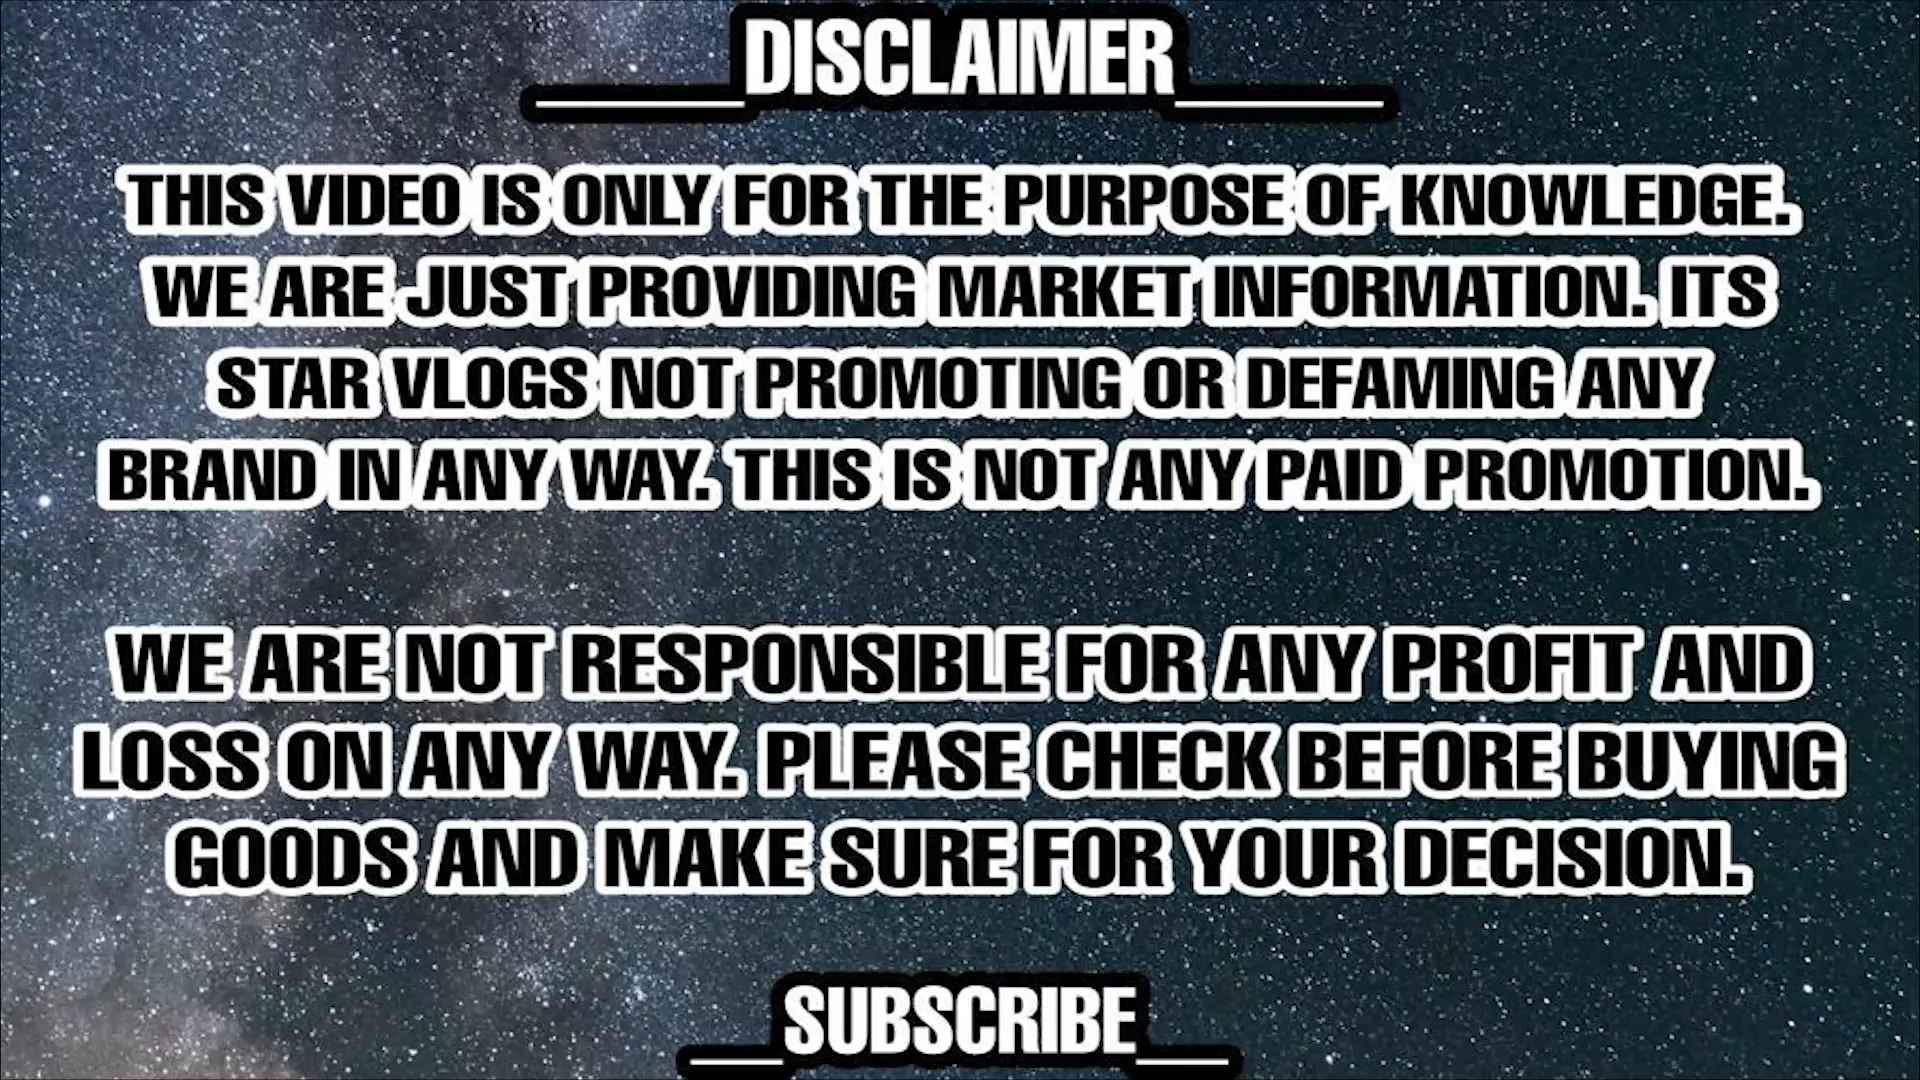 DISCLAIMER
THIS VIDEO IS ONLY FOR THE PURPOSE OF KNOWLEDGE.
WE ARE JUST PROVIDING MARKET INFORMATION. ITS
STAR VLOGS NOT PROMOTING OR DEFAMING ANY
BRAND IN ANY WAY. THIS IS NOT ANY PAID PROMOTION.
WE ARE NOT RESPONSIBLE FOR ANY PROFIT AND
LOSS ON ANY WAY. PLEASE CHECK BEFORE BUYING
GOODS AND MAKE SURE FOR YOUR DECISION.
SUBSCRIBE